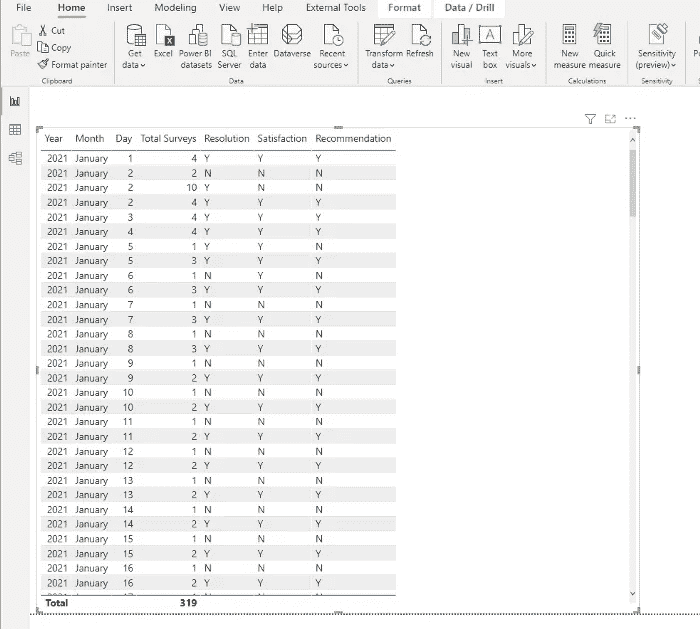 File Home Insert Modeling View Help External Tools Format Data / Drill
Cut
Copy
Format painter
Paste
Get data Excel Power BI datasets SQL Server Enter data Dataverse Recent sources Transform data Refresh New visual Text box More visuals New measure Quick measure Sensitivity (preview)
Clipboard Data Queries Insert Calculations Sensitivity
Year Month Day Total Surveys Resolution Satisfaction Recommendation
2021 January 1 4 Y Y Y
2021 January 2 2 N N N
2021 January 2 10 Y N N
2021 January 2 4 Y Y Y
2021 January 3 4 Y Y Y
2021 January 4 4 Y Y Y
2021 January 5 1 Y Y N
2021 January 5 3 Y Y Y
2021 January 6 1 N Y N
2021 January 6 3 Y Y Y
2021 January 7 1 N N N
2021 January 7 3 Y Y Y
2021 January 8 1 N N N
2021 January 8 3 Y Y Y
2021 January 9 1 N N N
2021 January 9 2 Y Y Y
2021 January 10 1 N N N
2021 January 10 2 Y Y Y
2021 January 11 1 N N N
2021 January 11 2 Y Y Y
2021 January 12 1 N N N
2021 January 12 2 Y Y Y
2021 January 13 1 N N N
2021 January 13 2 Y Y Y
2021 January 14 1 N N N
2021 January 14 2 Y Y Y
2021 January 15 1 N N N
2021 January 15 2 Y Y Y
2021 January 16 1 N N N
2021 January 16 2 Y Y Y
Total 319